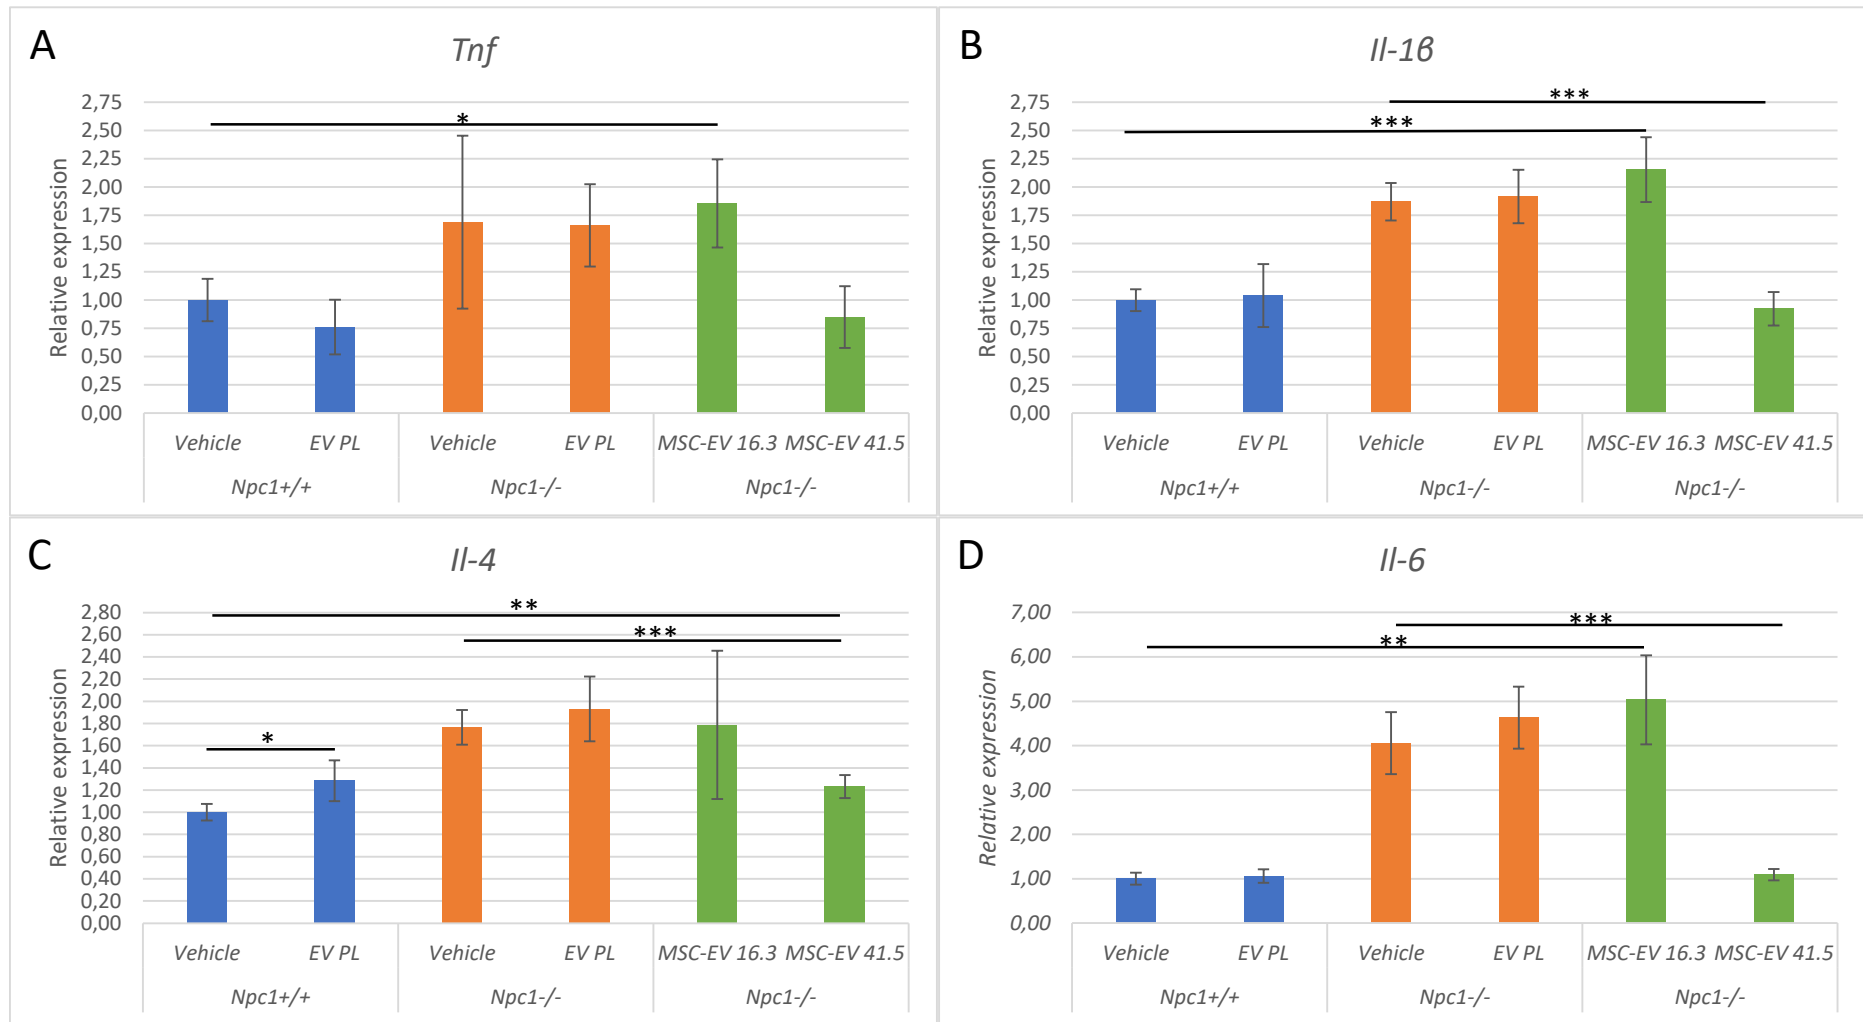 A
Tnf
Relative expression
2,75
2,50
2,25
2,00
1,75
1,50
1,25
1,00
0,75
0,50
0,25
0,00
*
Vehicle EV PL Vehicle EV PL MSC-EV 16.3 MSC-EV 41.5
Npc1+/+ Npc1-/- Npc1-/-
B
Il-1β
Relative expression
2,75
2,50
2,25
2,00
1,75
1,50
1,25
1,00
0,75
0,50
0,25
0,00
***
***
Vehicle EV PL Vehicle EV PL MSC-EV 16.3 MSC-EV 41.5
Npc1+/+ Npc1-/- Npc1-/-
C
Il-4
Relative expression
2,80
2,60
2,40
2,20
2,00
1,80
1,60
1,40
1,20
1,00
0,80
0,60
0,40
0,20
0,00
**
***
*
Vehicle EV PL Vehicle EV PL MSC-EV 16.3 MSC-EV 41.5
Npc1+/+ Npc1-/- Npc1-/-
D
Il-6
Relative expression
7,00
6,00
5,00
4,00
3,00
2,00
1,00
0,00
***
**
Vehicle EV PL Vehicle EV PL MSC-EV 16.3 MSC-EV 41.5
Npc1+/+ Npc1-/- Npc1-/-